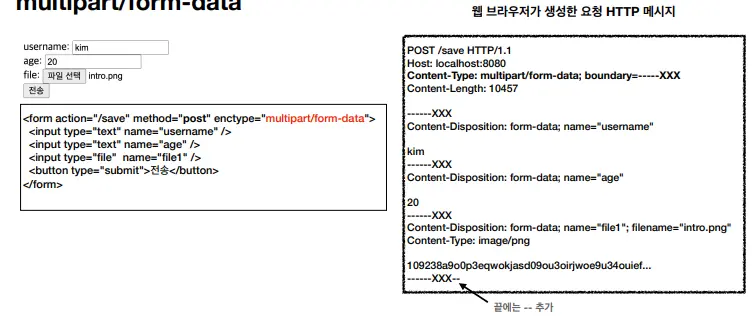 multipart/form-data
username: kim
age: 20
file: 파일 선택 intro.png
전송
<form action="/save" method="post" enctype="multipart/form-data">
<input type="text" name="username" />
<input type="text" name="age" />
<input type="file" name="file1" />
<button type="submit">전송</button>
</form>
웹 브라우저가 생성한 요청 HTTP 메시지
POST /save HTTP/1.1
Host: localhost:8080
Content-Type: multipart/form-data; boundary=-----XXX
Content-Length: 10457
------XXX
Content-Disposition: form-data; name="username"
kim
------XXX
Content-Disposition: form-data; name="age"
20
------XXX
Content-Disposition: form-data; name="file1"; filename="intro.png"
Content-Type: image/png
109238a9o0p3eqwokjasd09ou3oirjwoe9u34ouief...
------XXX--
끝에는 -- 추가